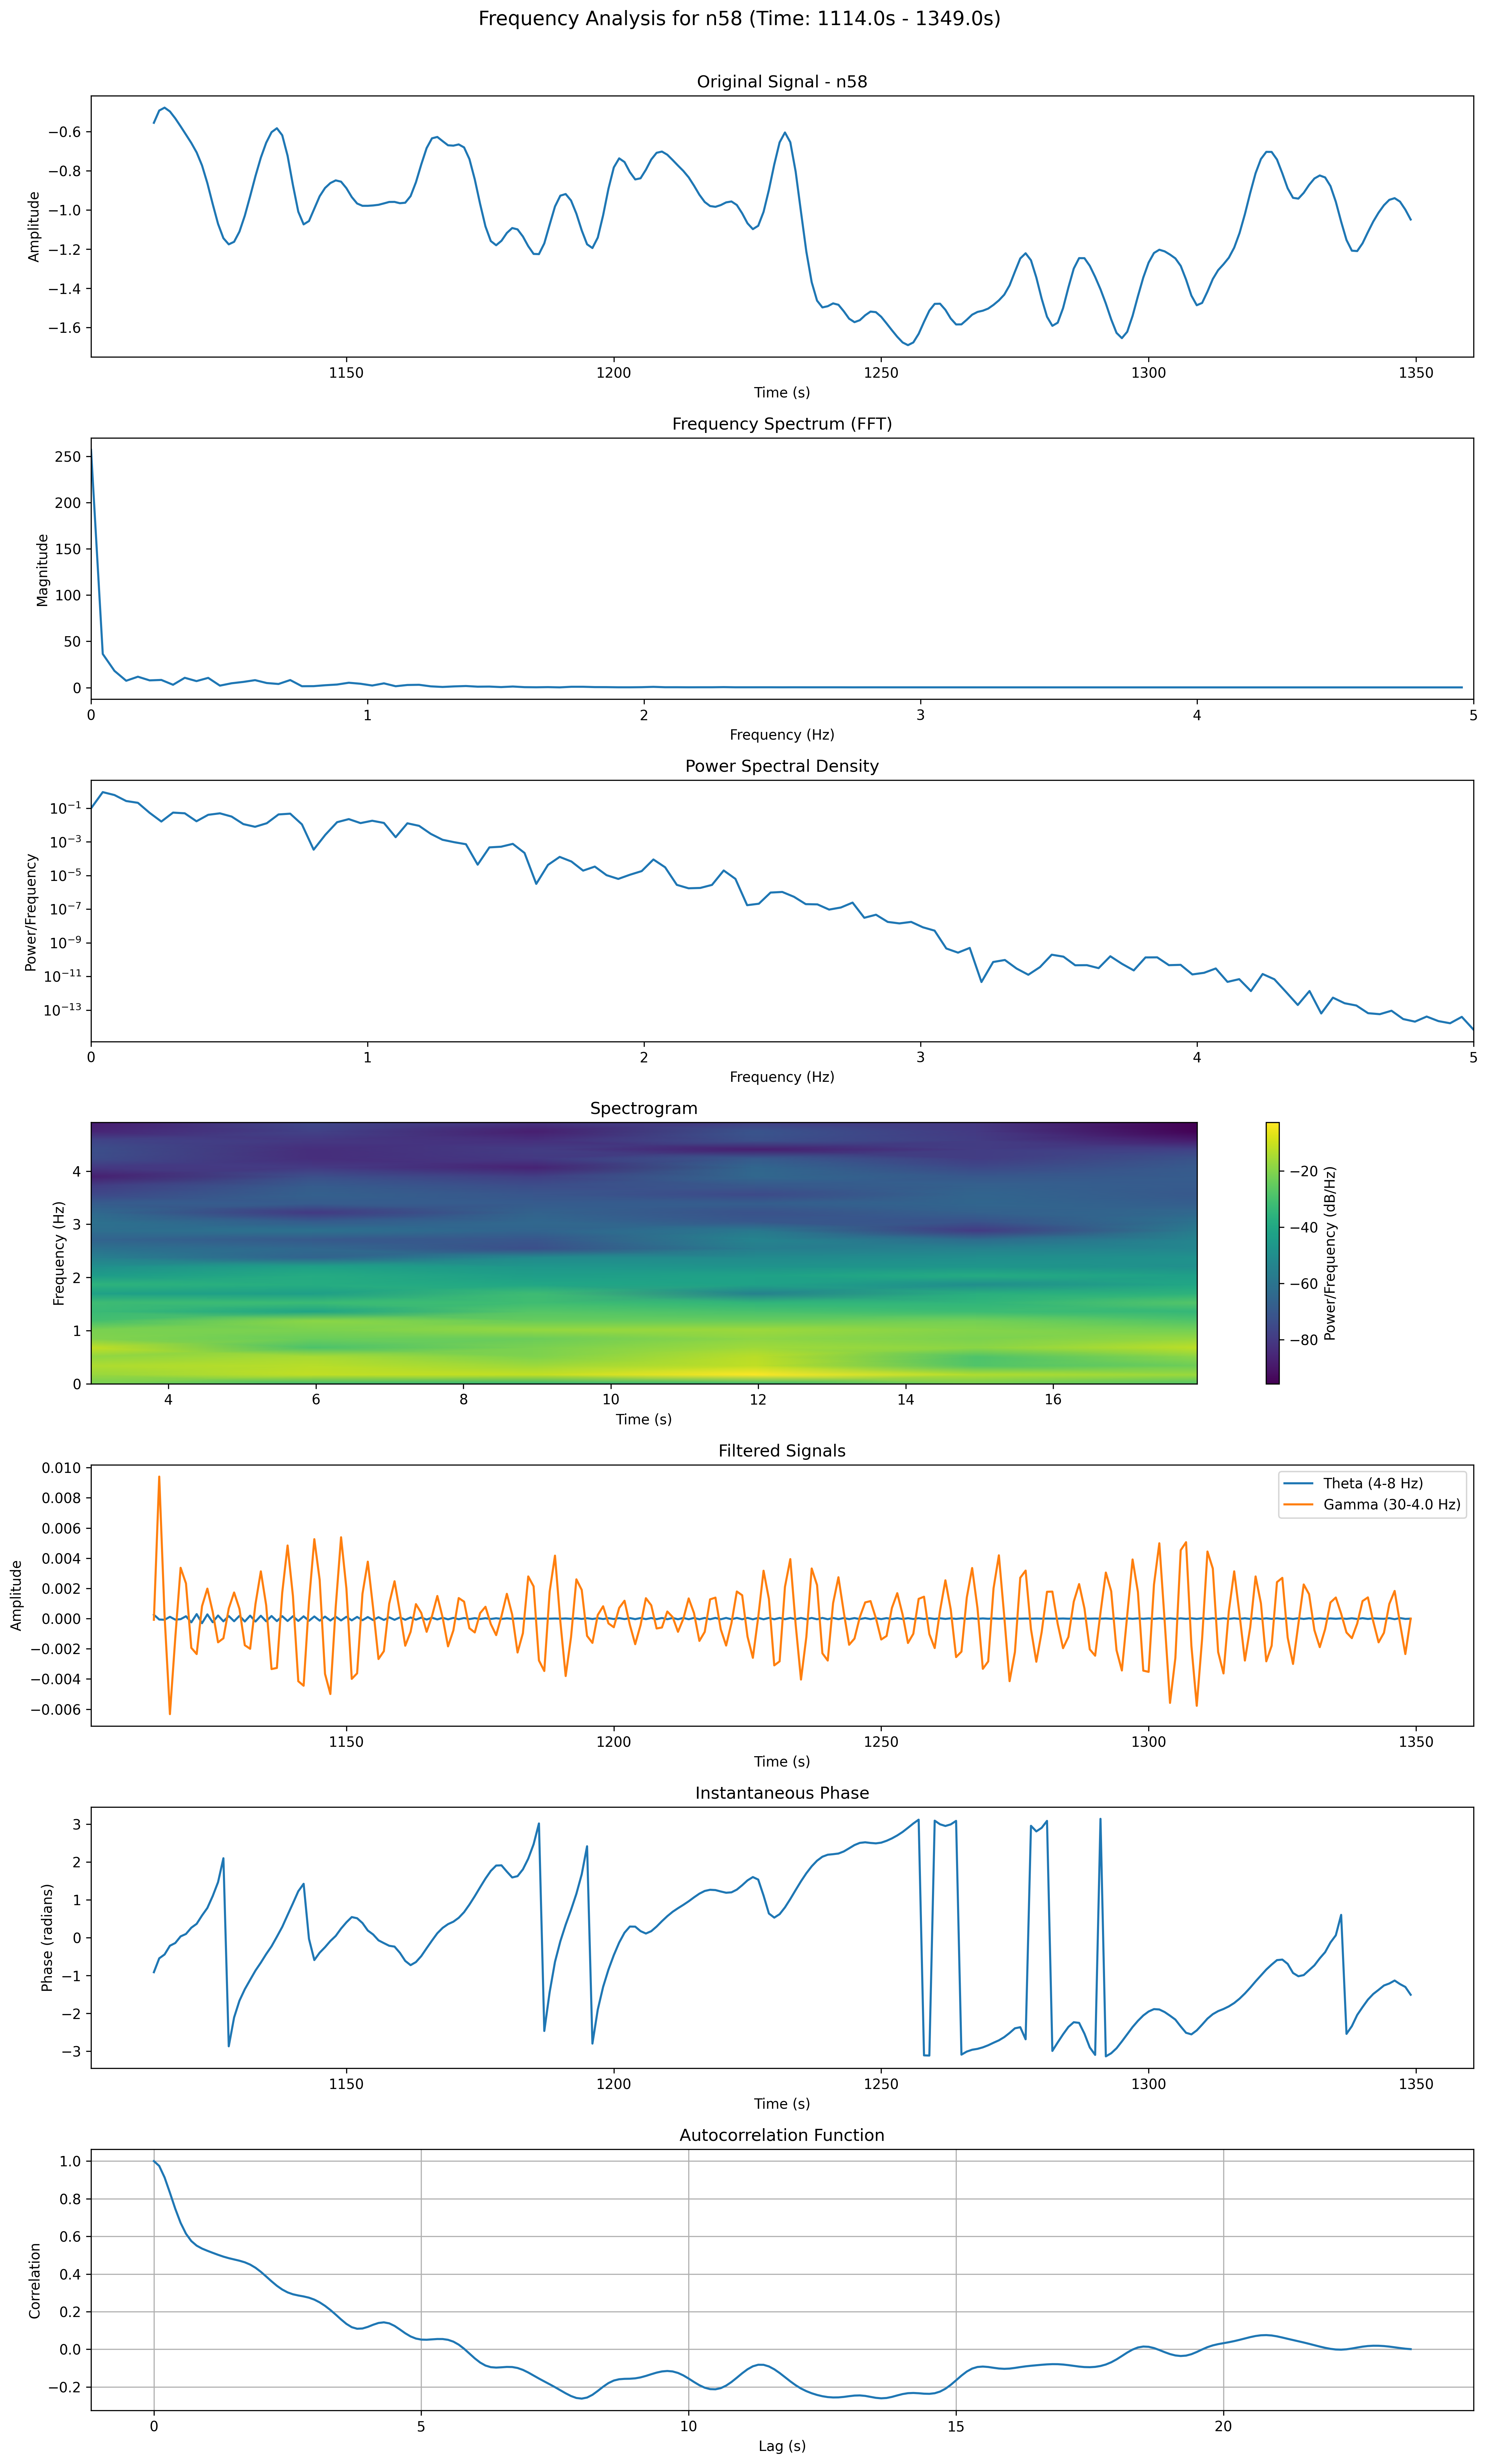 Frequency Analysis for n58 (Time: 1114.0s - 1349.0s)
Original Signal - n58
Amplitude
−0.6
−0.8
−1.0
−1.2
−1.4
−1.6
1150 1200 1250 1300 1350
Time (s)
Frequency Spectrum (FFT)
Magnitude
250
200
150
100
50
0
0 1 2 3 4 5
Frequency (Hz)
Power Spectral Density
Power/Frequency
10⁻¹
10⁻³
10⁻⁵
10⁻⁷
10⁻⁹
10⁻¹¹
10⁻¹³
0 1 2 3 4 5
Frequency (Hz)
Spectrogram
Frequency (Hz)
4
3
2
1
0
4 6 8 10 12 14 16
Time (s)
−20
−40
−60
−80
Power/Frequency (dB/Hz)
Filtered Signals
Amplitude
0.010
0.008
0.006
0.004
0.002
0.000
−0.002
−0.004
−0.006
Theta (4-8 Hz)
Gamma (30-4.0 Hz)
1150 1200 1250 1300 1350
Time (s)
Instantaneous Phase
Phase (radians)
3
2
1
0
−1
−2
−3
1150 1200 1250 1300 1350
Time (s)
Autocorrelation Function
Correlation
1.0
0.8
0.6
0.4
0.2
0.0
−0.2
0 5 10 15 20
Lag (s)